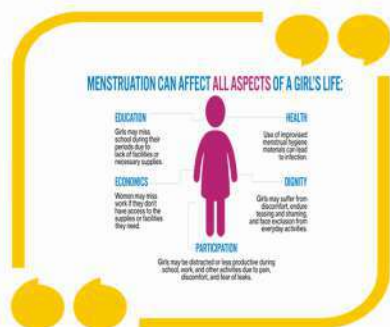 MENSTRUATION CAN AFFECT ALL ASPECTS OF A GIRL'S LIFE:
EDUCATION
Girls may miss
school during their
periods due to
lack of facilities or
necessary supplies.
HEALTH
Use of improvised
menstrual hygiene
materials can lead
to infection.
ECONOMICS
Women may miss
work if they don't
have access to the
supplies or facilities
they need.
DIGNITY
Girls may suffer from
discomfort, endure
teasing and shaming,
and face exclusion from
everyday activities.
PARTICIPATION
Girls may be distracted or less productive during
school, work, and other activities due to pain,
discomfort, and fear of leaks.